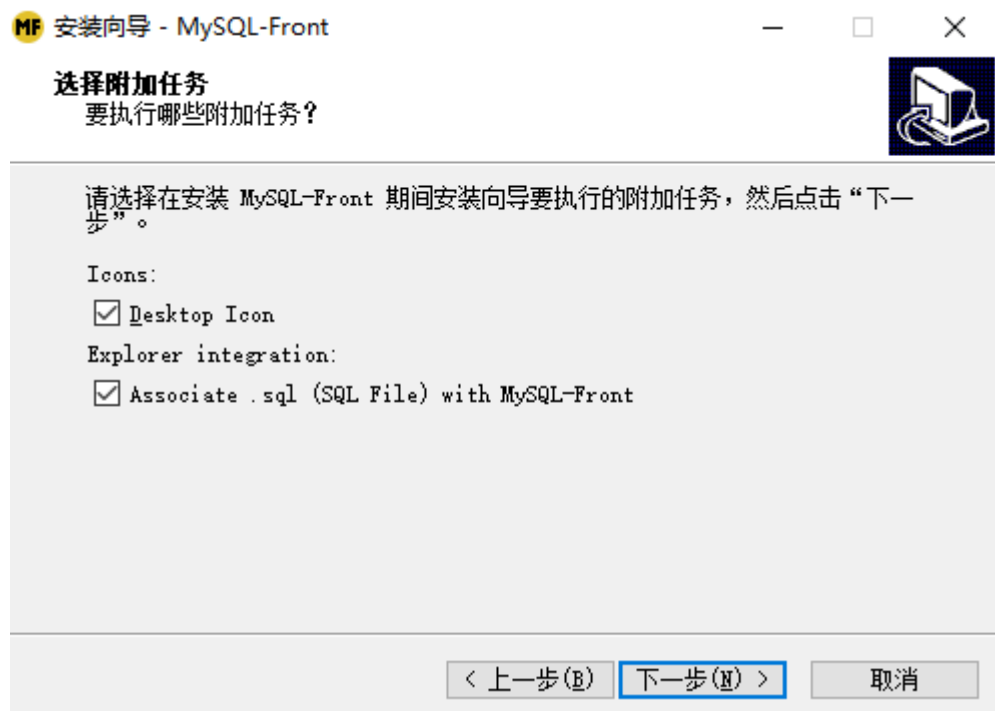 MF 安装向导 - MySQL-Front
选择附加任务
要执行哪些附加任务?
请选择在安装 MySQL-Front 期间安装向导要执行的附加任务，然后点击“下一
步”。
Icons:
Desktop Icon
Explorer integration:
Associate .sql (SQL File) with MySQL-Front
< 上一步(B) 下一步(N) > 取消